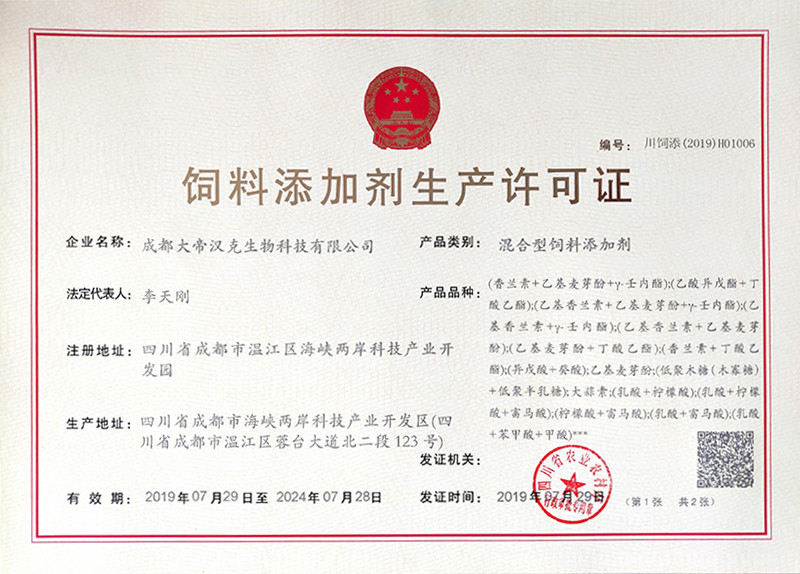 编号: 川饲添(2019)H01006
饲料添加剂生产许可证
企业名称: 成都大帝汉克生物科技有限公司
法定代表人: 李天刚
注册地址: 四川省成都市温江区海峡两岸科技产业开
发园
生产地址: 四川省成都市海峡两岸科技产业开发区(四
川省成都市温江区蓉台大道北二段123号)
有效期: 2019年07月29日至2024年07月28日
产品类别: 混合型饲料添加剂
产品品种: (香兰素+乙基麦芽酚+γ-壬内酯);(乙酸异戊酯+丁
酸乙酯);(乙基香兰素+乙基麦芽酚+γ-壬内酯);(乙
基香兰素+γ-壬内酯);(乙基香兰素+乙基麦芽
酚);(乙基麦芽酚+丁酸乙酯);(香兰素+丁酸乙
酯);(异戊酸+癸酸);乙基麦芽酚;(低聚木糖(木寡糖)
+低聚半乳糖);大蒜素;(乳酸+柠檬酸);(乳酸+柠檬
酸+富马酸);(柠檬酸+富马酸);(乳酸+富马酸);(乳酸
+苯甲酸+甲酸)***
发证机关:
四川省农业农村厅
行政审批专用章
发证时间: 2019年07月29日
(第1张 共2张)